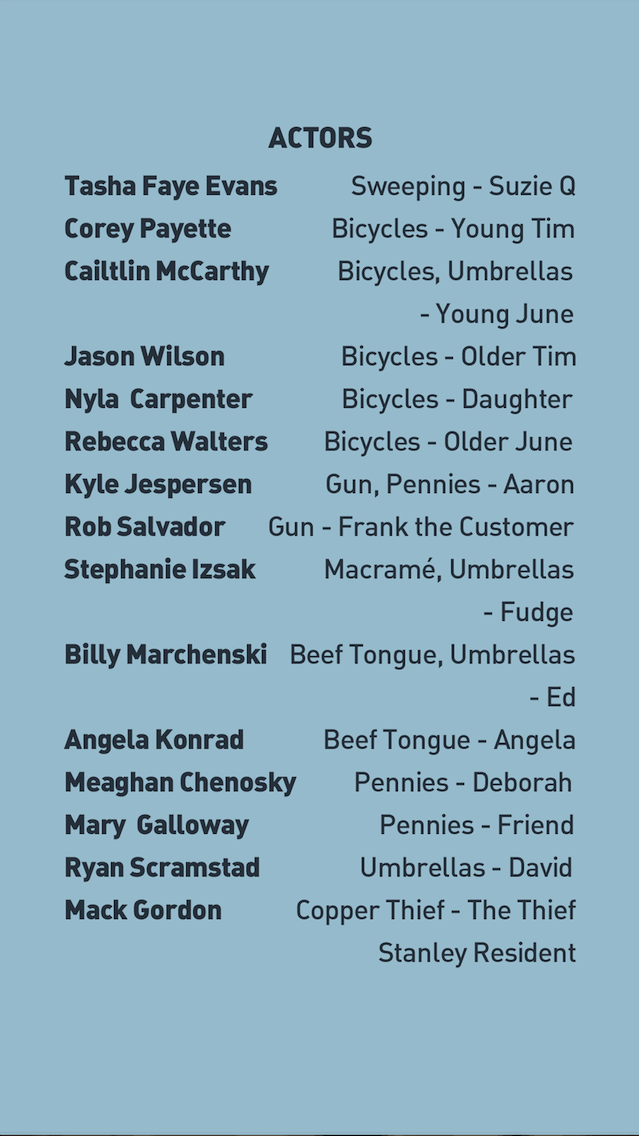 ACTORS
Tasha Faye Evans Sweeping - Suzie Q
Corey Payette Bicycles - Young Tim
Cailtlin McCarthy Bicycles, Umbrellas
- Young June
Jason Wilson Bicycles - Older Tim
Nyla Carpenter Bicycles - Daughter
Rebecca Walters Bicycles - Older June
Kyle Jespersen Gun, Pennies - Aaron
Rob Salvador Gun - Frank the Customer
Stephanie Izsak Macramé, Umbrellas
- Fudge
Billy Marchenski Beef Tongue, Umbrellas
- Ed
Angela Konrad Beef Tongue - Angela
Meaghan Chenosky Pennies - Deborah
Mary Galloway Pennies - Friend
Ryan Scramstad Umbrellas - David
Mack Gordon Copper Thief - The Thief
Stanley Resident